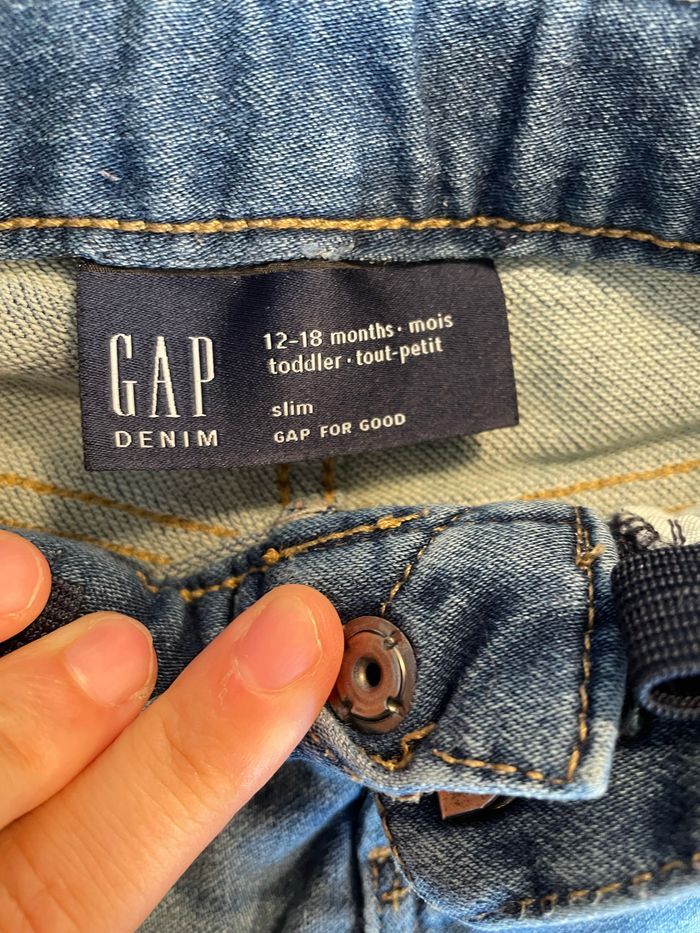 GAP
DENIM
12-18 months · mois
toddler · tout-petit
slim
GAP FOR GOOD